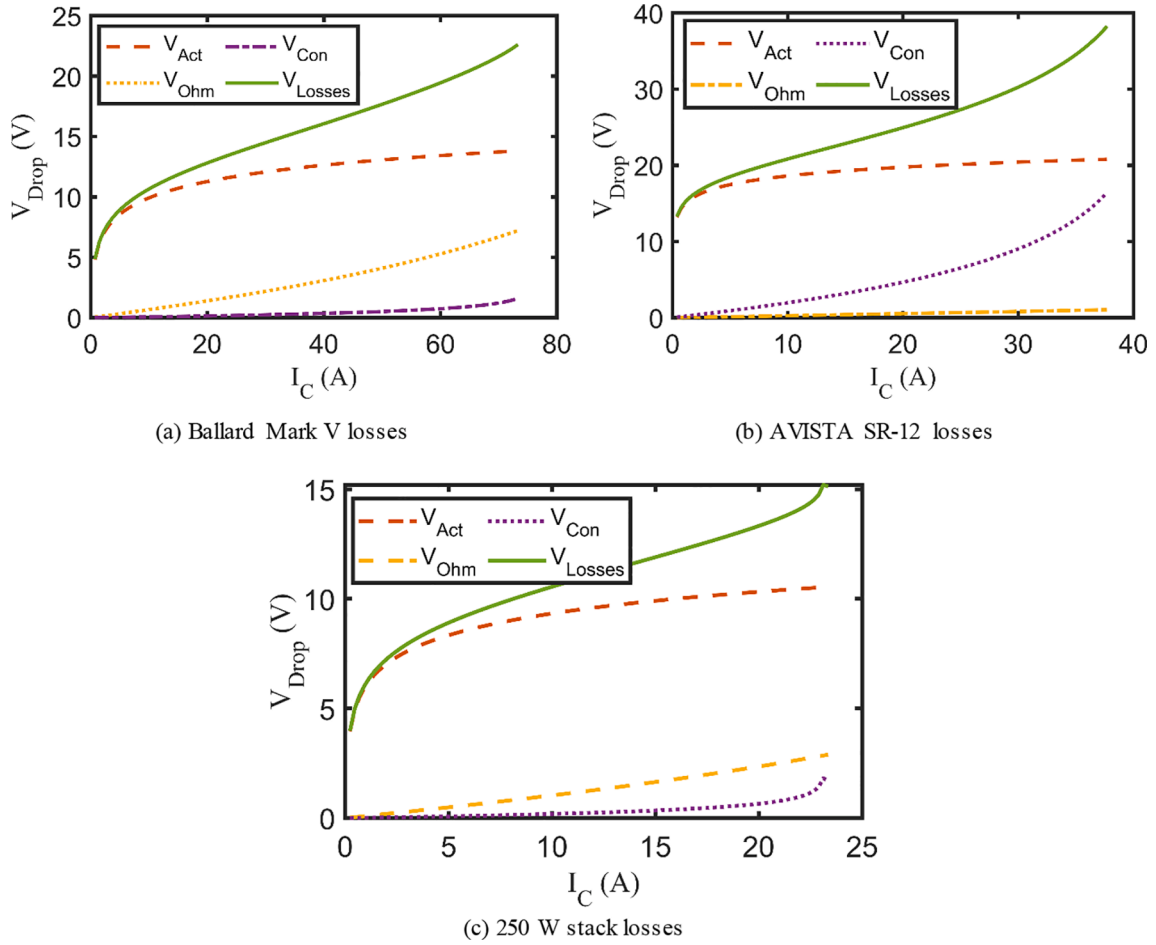 25
20
15
10
5
0
V_Drop (V)
V_Act
V_Con
V_Ohm
V_Losses
0 20 40 60 80
I_C (A)
(a) Ballard Mark V losses
40
30
20
10
0
V_Drop (V)
V_Act
V_Con
V_Ohm
V_Losses
0 10 20 30 40
I_C (A)
(b) AVISTA SR-12 losses
15
10
5
0
V_Drop (V)
V_Act
V_Con
V_Ohm
V_Losses
0 5 10 15 20 25
I_C (A)
(c) 250 W stack losses